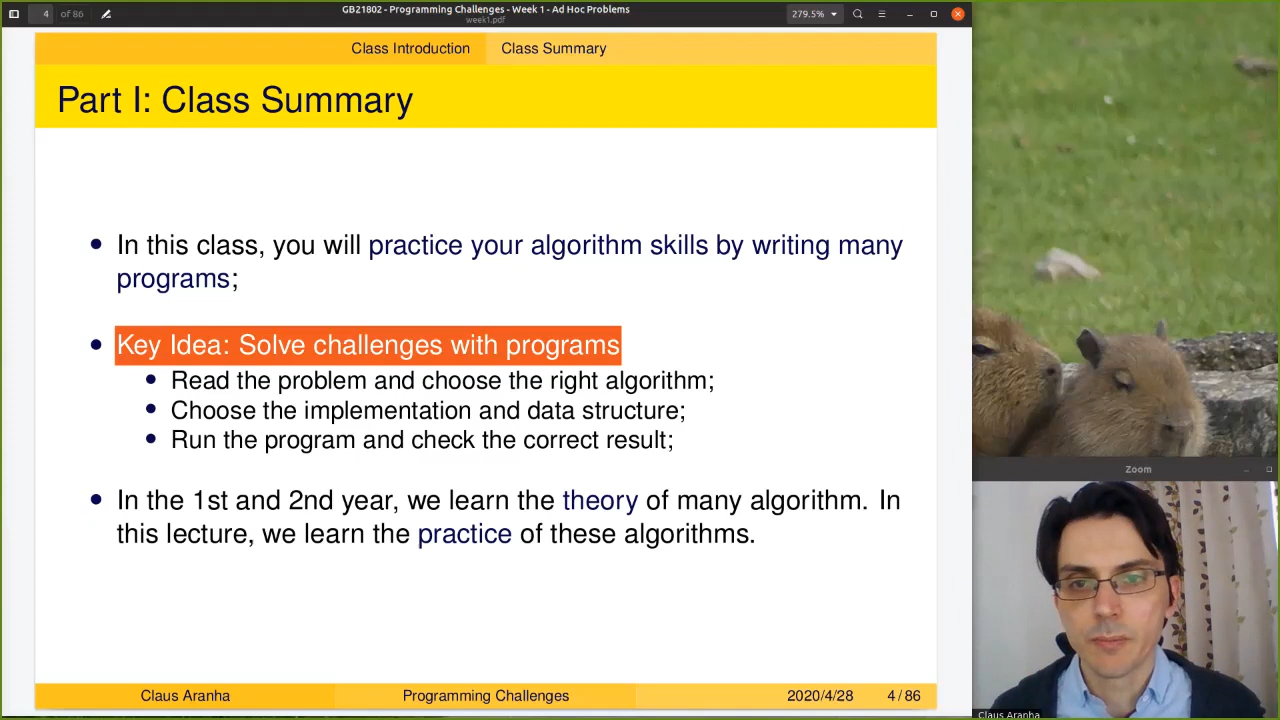 4 of 86
GB21802 - Programming Challenges - Week 1 - Ad Hoc Problems
week1.pdf
279.5%
Class Introduction Class Summary
Part I: Class Summary
• In this class, you will practice your algorithm skills by writing many
programs;
• Key Idea: Solve challenges with programs
• Read the problem and choose the right algorithm;
• Choose the implementation and data structure;
• Run the program and check the correct result;
• In the 1st and 2nd year, we learn the theory of many algorithm. In
this lecture, we learn the practice of these algorithms.
Claus Aranha Programming Challenges 2020/4/28 4 / 86
Zoom
Claus Aranha